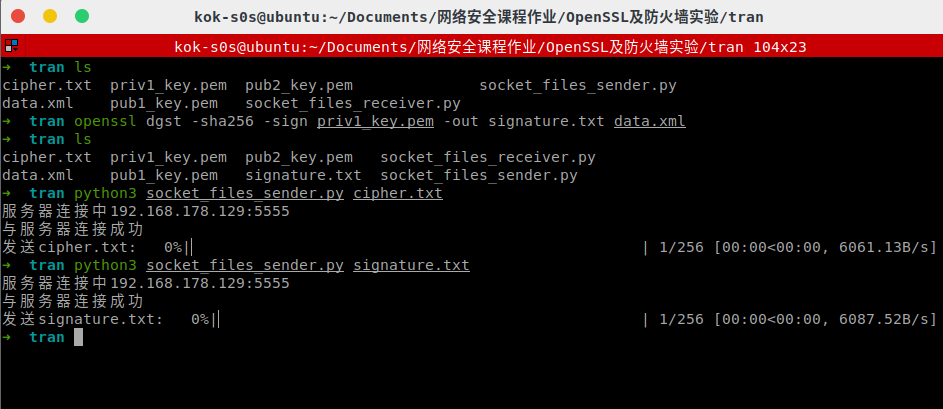 kok-s0s@ubuntu:~/Documents/网络安全课程作业/OpenSSL及防火墙实验/tran
kok-s0s@ubuntu:~/Documents/网络安全课程作业/OpenSSL及防火墙实验/tran 104x23
➜  tran ls
cipher.txt  priv1_key.pem  pub2_key.pem              socket_files_sender.py
data.xml    pub1_key.pem   socket_files_receiver.py
➜  tran openssl dgst -sha256 -sign priv1_key.pem -out signature.txt data.xml
➜  tran ls
cipher.txt  priv1_key.pem  pub2_key.pem   socket_files_receiver.py
data.xml    pub1_key.pem   signature.txt  socket_files_sender.py
➜  tran python3 socket_files_sender.py cipher.txt
服务器连接中192.168.178.129:5555
与服务器连接成功
发送cipher.txt:   0%|                                                  | 1/256 [00:00<00:00, 6061.13B/s]
➜  tran python3 socket_files_sender.py signature.txt
服务器连接中192.168.178.129:5555
与服务器连接成功
发送signature.txt:   0%|                                               | 1/256 [00:00<00:00, 6087.52B/s]
➜  tran